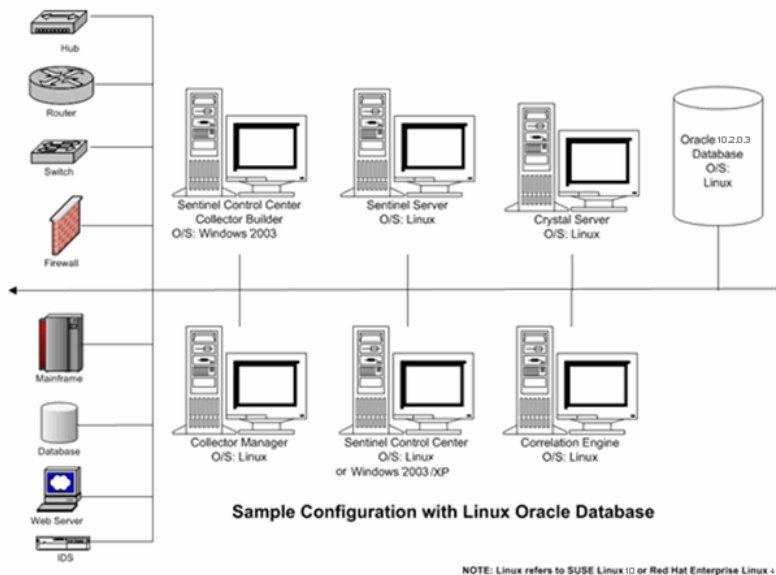 Hub
Router
Switch
Firewall
Mainframe
Database
Web Server
IDS
Sentinel Control Center
Collector Builder
O/S: Windows 2003
Sentinel Server
O/S: Linux
Crystal Server
O/S: Linux
Oracle 10.2.0.3
Database
O/S:
Linux
Collector Manager
O/S: Linux
Sentinel Control Center
O/S: Linux
or Windows 2003/XP
Correlation Engine
O/S: Linux
Sample Configuration with Linux Oracle Database
NOTE: Linux refers to SUSE Linux 10 or Red Hat Enterprise Linux 4